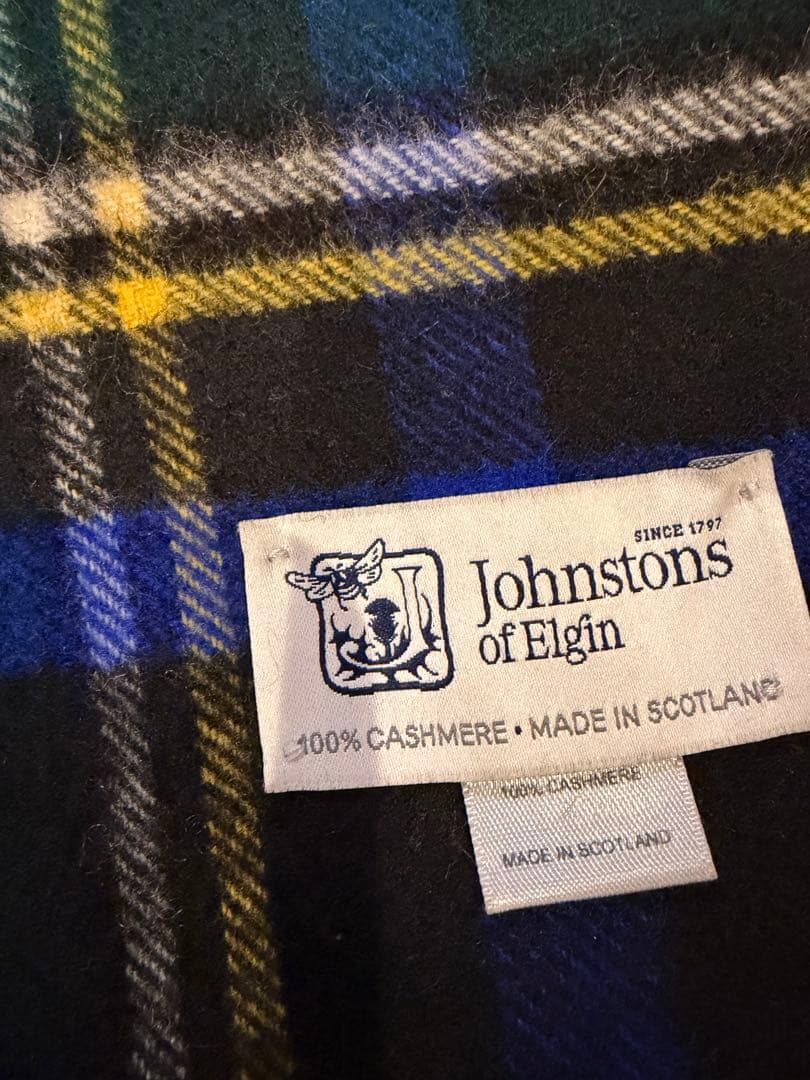 SINCE 1797
Johnstons
of Elgin
100% CASHMERE • MADE IN SCOTLAND
100% CASHMERE
MADE IN SCOTLAND